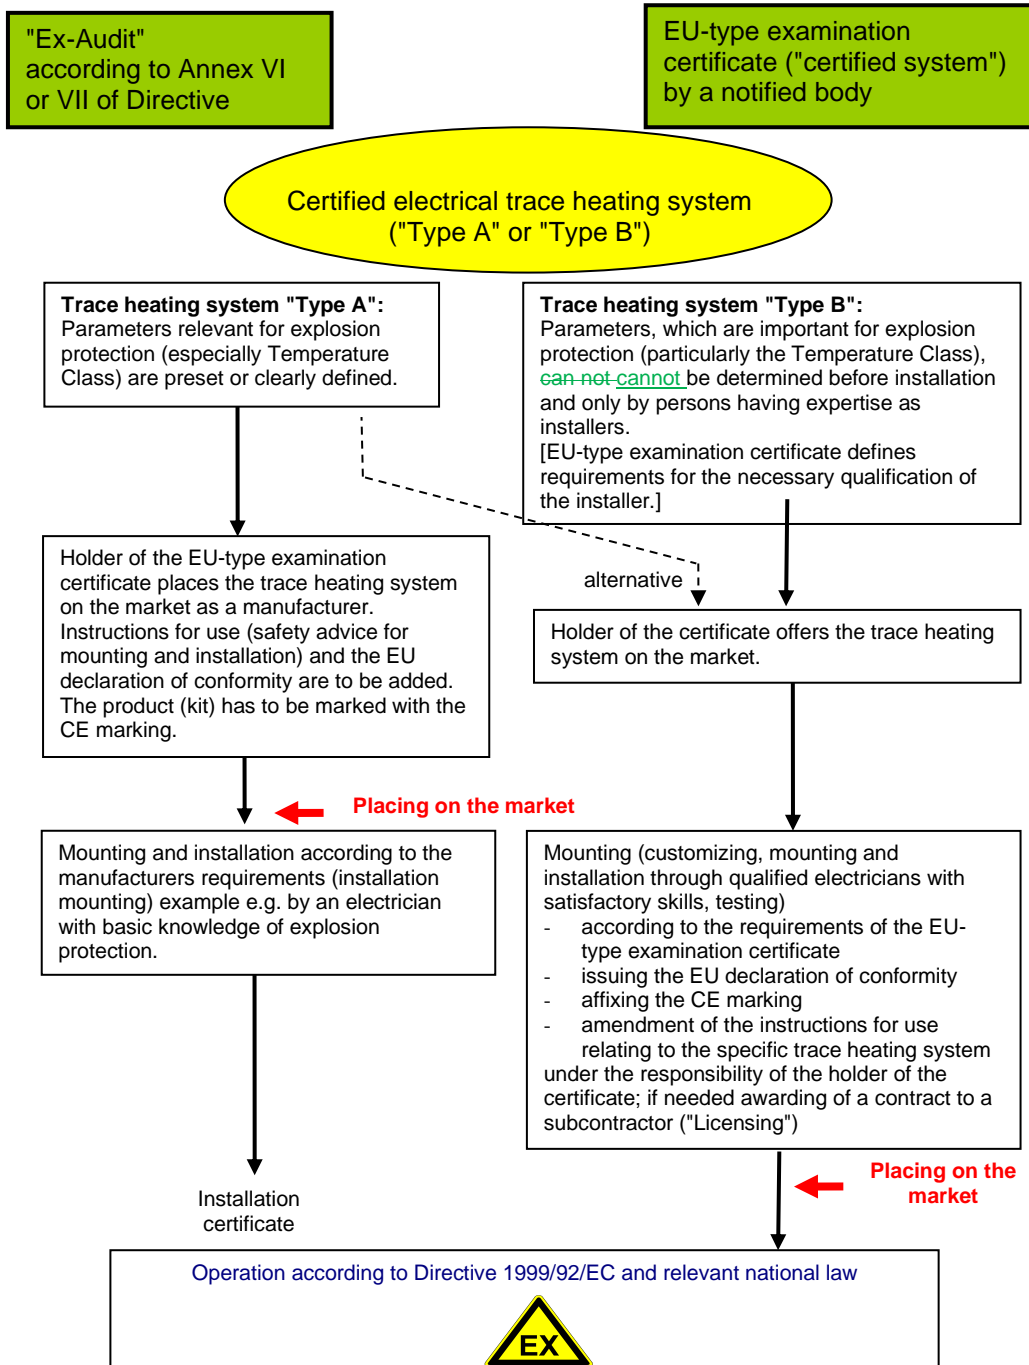 "Ex-Audit"
according to Annex VI
or VII of Directive
EU-type examination
certificate ("certified system")
by a notified body
Certified electrical trace heating system
("Type A" or "Type B")
Trace heating system "Type A":
Parameters relevant for explosion
protection (especially Temperature
Class) are preset or clearly defined.
Trace heating system "Type B":
Parameters, which are important for explosion
protection (particularly the Temperature Class),
can not cannot be determined before installation
and only by persons having expertise as
installers.
[EU-type examination certificate defines
requirements for the necessary qualification of
the installer.]
Holder of the EU-type examination
certificate places the trace heating system
on the market as a manufacturer.
Instructions for use (safety advice for
mounting and installation) and the EU
declaration of conformity are to be added.
The product (kit) has to be marked with the
CE marking.
alternative
Holder of the certificate offers the trace heating
system on the market.
Placing on the market
Mounting and installation according to the
manufacturers requirements (installation
mounting) example e.g. by an electrician
with basic knowledge of explosion
protection.
Mounting (customizing, mounting and
installation through qualified electricians with
satisfactory skills, testing)
- according to the requirements of the EU-
type examination certificate
- issuing the EU declaration of conformity
- affixing the CE marking
- amendment of the instructions for use
relating to the specific trace heating system
under the responsibility of the holder of the
certificate; if needed awarding of a contract to a
subcontractor ("Licensing")
Placing on the
market
Installation
certificate
Operation according to Directive 1999/92/EC and relevant national law
EX